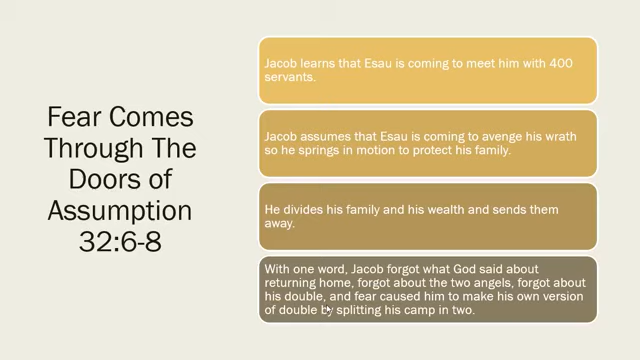 Fear Comes
Through The
Doors of
Assumption
32:6-8
Jacob learns that Esau is coming to meet him with 400
servants.
Jacob assumes that Esau is coming to avenge his wrath
so he springs in motion to protect his family.
He divides his family and his wealth and sends them
away.
With one word, Jacob forgot what God said about
returning home, forgot about the two angels, forgot about
his double, and fear caused him to make his own version
of double by splitting his camp in two.